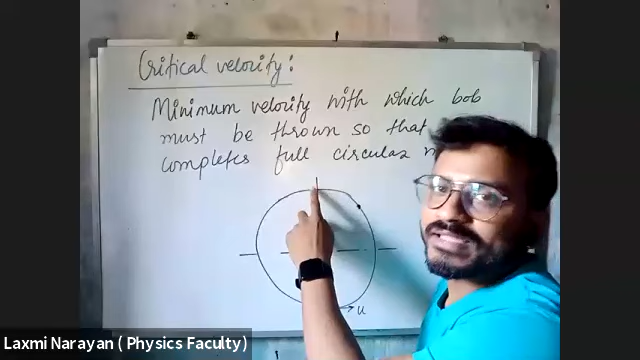 Critical velocity:
Minimum velocity with which bob
must be thrown so that
completes full circular
u
Laxmi Narayan ( Physics Faculty)